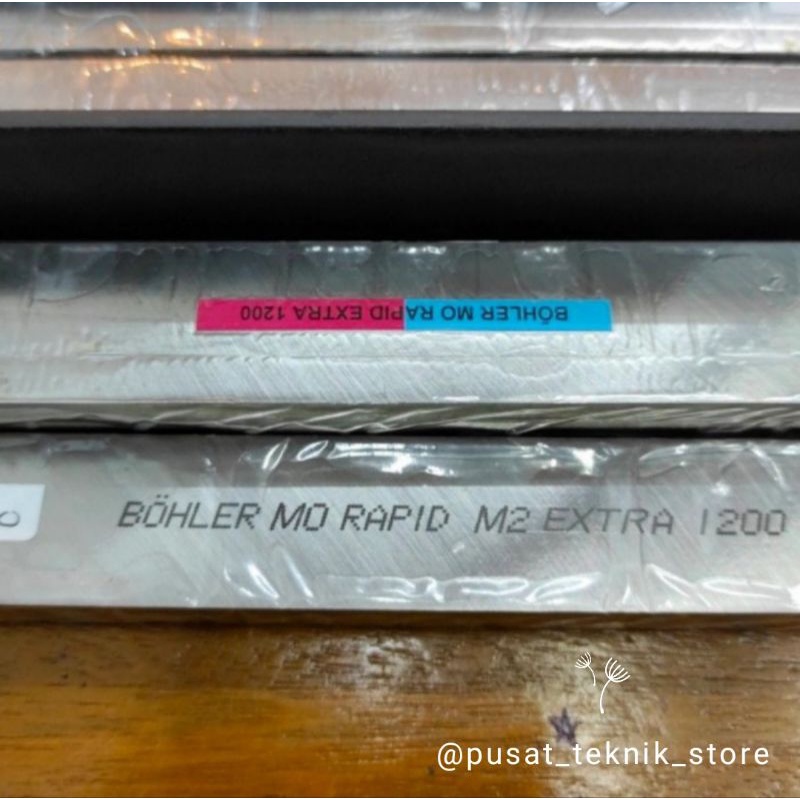 BÖHLER MO RAPID EXTRA 1200
BÖHLER MO RAPID M2 EXTRA 1200
@pusat_teknik_store